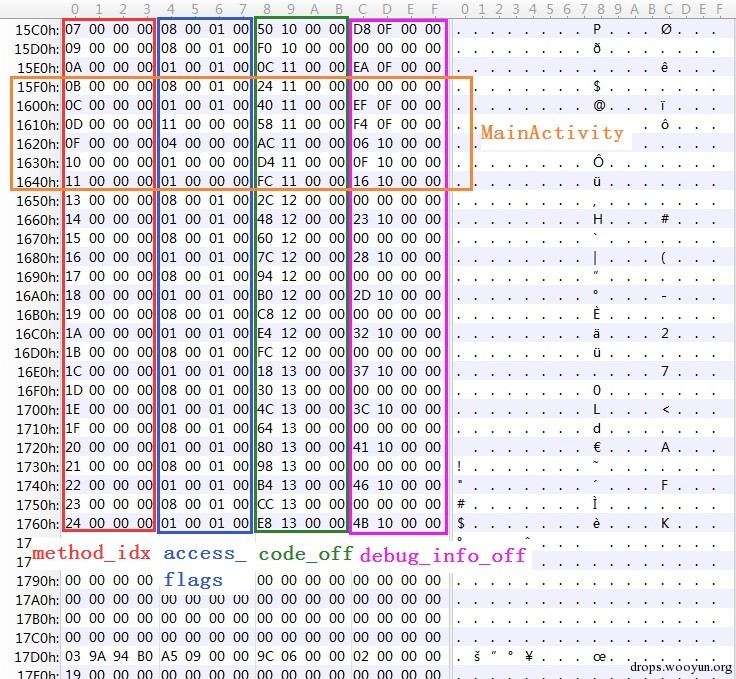 0 1 2 3 4 5 6 7 8 9 A B C D E F 0 1 2 3 4 5 6 7 8 9 A B C D E F
15C0h: 07 00 00 00 08 00 01 00 50 10 00 00 D8 0F 00 00 ........P...Ø...
15D0h: 09 00 00 00 08 00 01 00 F0 10 00 00 00 00 00 00 ........ð.......
15E0h: 0A 00 00 00 01 00 01 00 0C 11 00 00 EA 0F 00 00 ............ê...
15F0h: 0B 00 00 00 08 00 01 00 24 11 00 00 00 00 00 00 ........$.......
1600h: 0C 00 00 00 01 00 01 00 40 11 00 00 EF 0F 00 00 ........@...ï...
1610h: 0D 00 00 00 11 00 00 00 58 11 00 00 F4 0F 00 00 ............ô...
MainActivity
1620h: 0F 00 00 00 04 00 00 00 AC 11 00 00 06 10 00 00
1630h: 10 00 00 00 01 00 00 00 D4 11 00 00 0F 10 00 00 ........Ô.......
1640h: 11 00 00 00 01 00 00 00 FC 11 00 00 16 10 00 00 ........ü.......
1650h: 13 00 00 00 08 00 01 00 2C 12 00 00 00 00 00 00 ........,.......
1660h: 14 00 00 00 01 00 01 00 48 12 00 00 23 10 00 00 ........H...#...
1670h: 15 00 00 00 08 00 01 00 60 12 00 00 00 00 00 00 ........`.......
1680h: 16 00 00 00 01 00 01 00 7C 12 00 00 28 10 00 00 ........|...(...
1690h: 17 00 00 00 08 00 01 00 94 12 00 00 00 00 00 00 ........”.......
16A0h: 18 00 00 00 01 00 01 00 B0 12 00 00 2D 10 00 00 ........°...-...
16B0h: 19 00 00 00 08 00 01 00 C8 12 00 00 00 00 00 00 ........È.......
16C0h: 1A 00 00 00 01 00 01 00 E4 12 00 00 32 10 00 00 ........ä...2...
16D0h: 1B 00 00 00 08 00 01 00 FC 12 00 00 00 00 00 00 ........ü.......
16E0h: 1C 00 00 00 01 00 01 00 18 13 00 00 37 10 00 00 ............7...
16F0h: 1D 00 00 00 08 00 01 00 30 13 00 00 00 00 00 00 ........0.......
1700h: 1E 00 00 00 01 00 01 00 4C 13 00 00 3C 10 00 00 ........L...<...
1710h: 1F 00 00 00 08 00 01 00 64 13 00 00 00 00 00 00 ........d.......
1720h: 20 00 00 00 01 00 01 00 80 13 00 00 41 10 00 00 ........€...A...
1730h: 21 00 00 00 08 00 01 00 98 13 00 00 00 00 00 00 !.......˜.......
1740h: 22 00 00 00 01 00 01 00 B4 13 00 00 46 10 00 00 ".......´...F...
1750h: 23 00 00 00 08 00 01 00 CC 13 00 00 00 00 00 00 #.......Ì.......
1760h: 24 00 00 00 01 00 01 00 E8 13 00 00 4B 10 00 00 $.......è...K...
17
method_idx access_ code_off debug_info_off
17
flags
1790h: 00 00 00 00 00 00 00 00 00 00 00 00 ................
17A0h: 00 00 00 00 00 00 00 00 00 00 00 00 00 00 00 00 ................
17B0h: 00 00 00 00 00 00 00 00 00 00 00 00 00 00 00 00 ................
17C0h: 00 00 00 00 00 00 00 00 00 00 00 00 00 00 00 00 ................
17D0h: 03 9A 94 B0 A5 09 00 00 9C 06 00 00 02 00 00 00 .š”°¥...œ.......
drops.wooyun.org
17E0h: 19 00 00 00 00 00 00 00 00 00 00 00 00 00 00 00